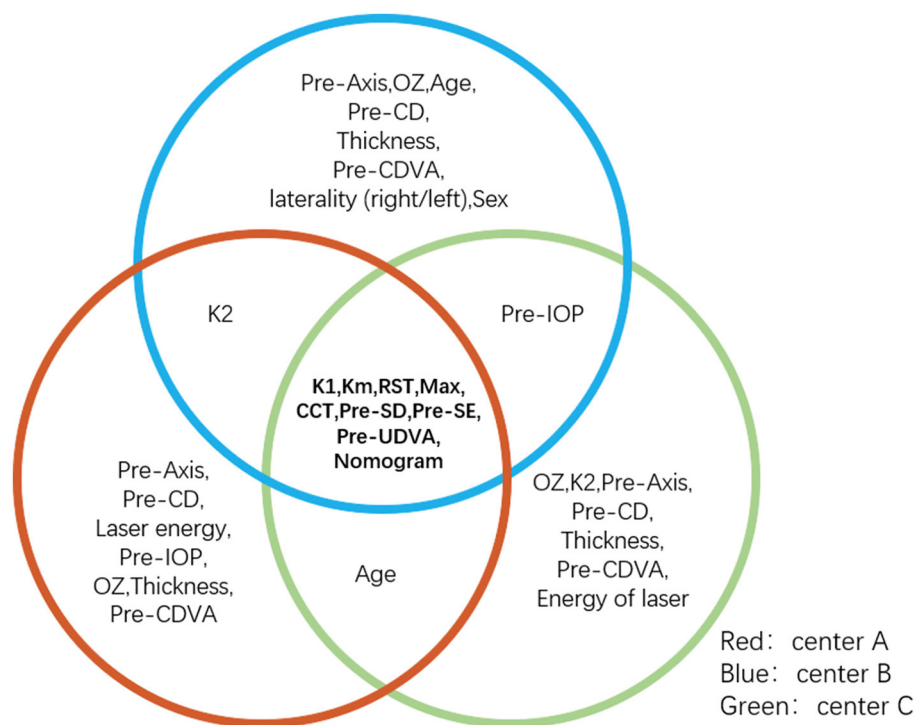 Pre-Axis,OZ,Age,
Pre-CD,
Thickness,
Pre-CDVA,
laterality (right/left),Sex
K2
Pre-IOP
K1,Km,RST,Max,
CCT,Pre-SD,Pre-SE,
Pre-UDVA,
Nomogram
Pre-Axis,
Pre-CD,
Laser energy,
Pre-IOP,
OZ,Thickness,
Pre-CDVA
Age
OZ,K2,Pre-Axis,
Pre-CD,
Thickness,
Pre-CDVA,
Energy of laser
Red: center A
Blue: center B
Green: center C